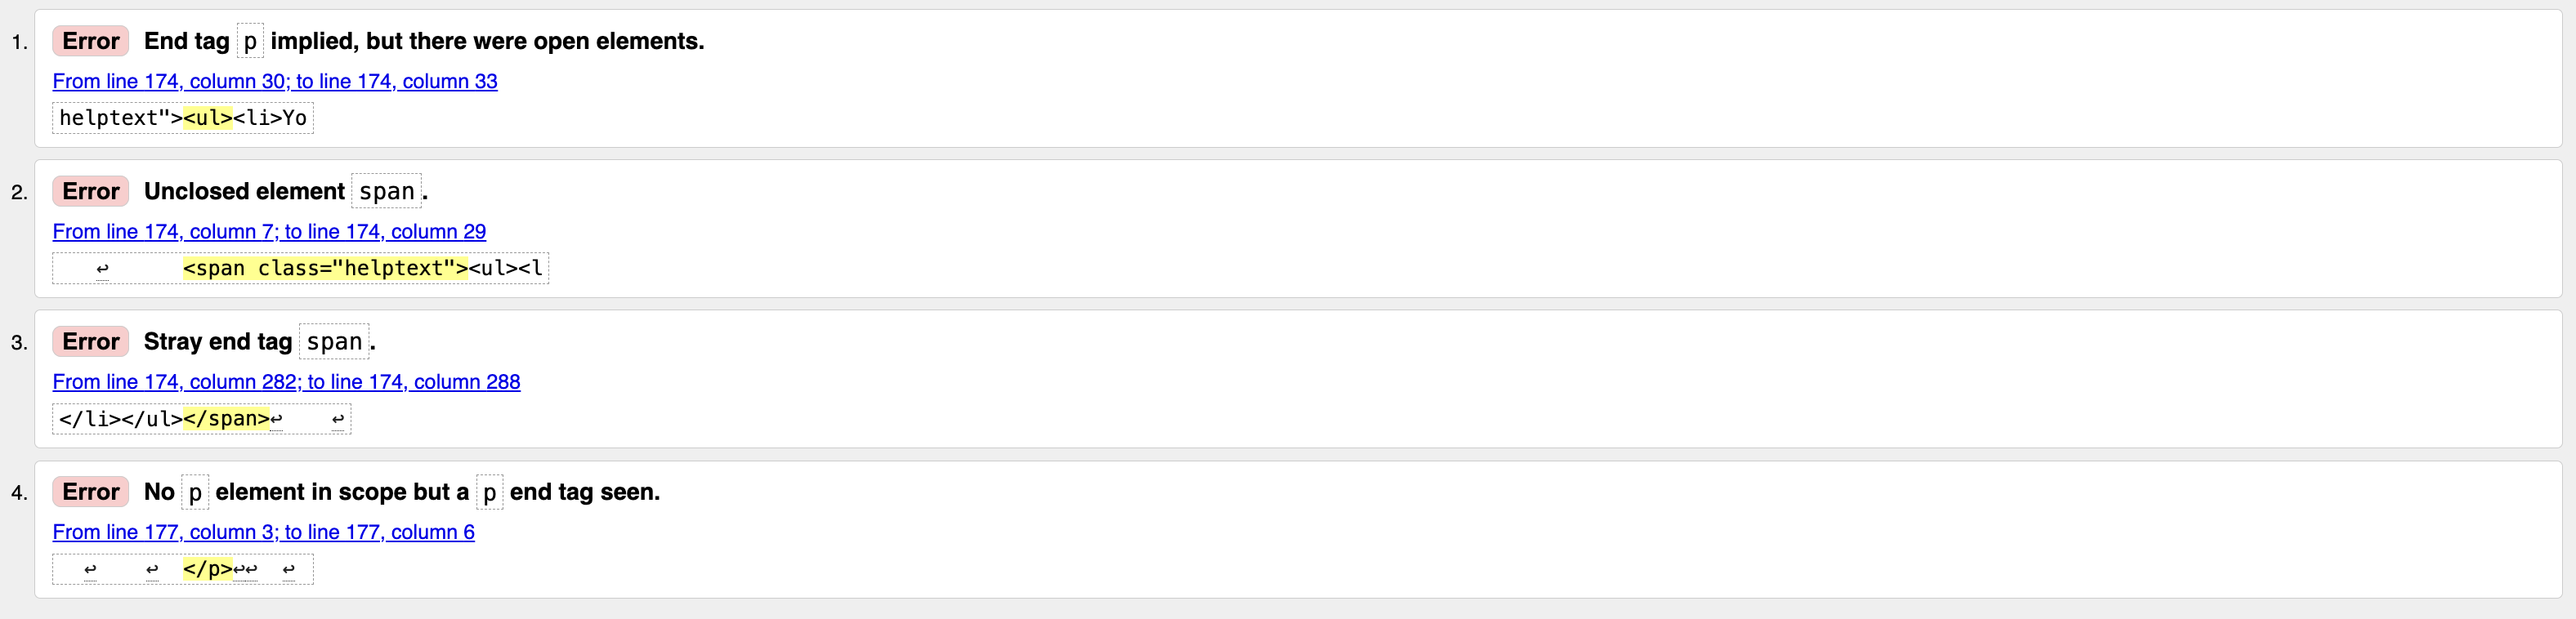 1. Error End tag p implied, but there were open elements.
From line 174, column 30; to line 174, column 33
helptext"><ul><li>Yo
2. Error Unclosed element span.
From line 174, column 7; to line 174, column 29
↩ <span class="helptext"><ul><l
3. Error Stray end tag span.
From line 174, column 282; to line 174, column 288
</li></ul></span>↩ ↩
4. Error No p element in scope but a p end tag seen.
From line 177, column 3; to line 177, column 6
↩ ↩ </p>↩↩ ↩